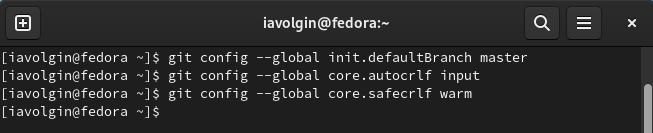 iavolgin@fedora:~
[iavolgin@fedora ~]$ git config --global init.defaultBranch master
[iavolgin@fedora ~]$ git config --global core.autocrlf input
[iavolgin@fedora ~]$ git config --global core.safecrlf warm
[iavolgin@fedora ~]$